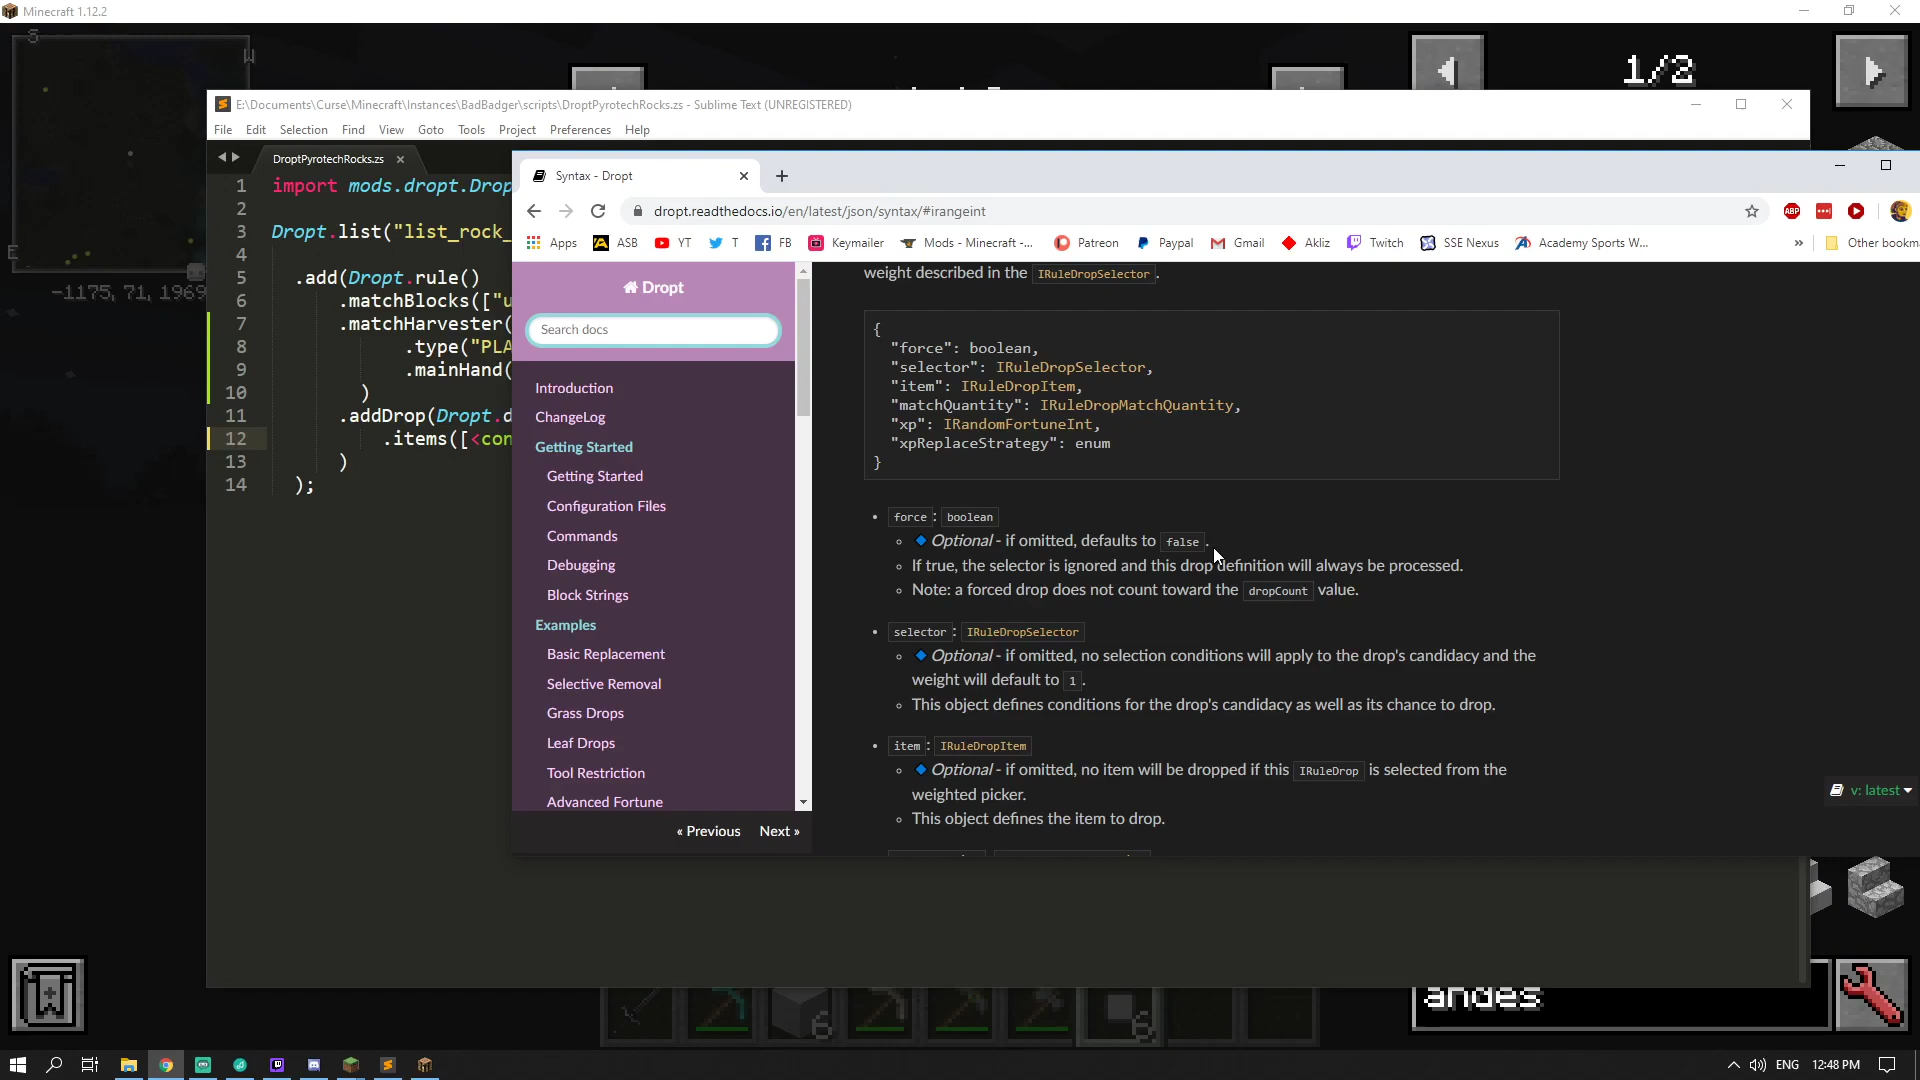 Minecraft 1.12.2
S
W
1/2
E:\Documents\Curse\Minecraft\Instances\BadBadger\scripts\DroptPyrotechRocks.zs - Sublime Text (UNREGISTERED)
File Edit Selection Find View Goto Tools Project Preferences Help
DroptPyrotechRocks.zs
1 import mods.dropt.Drop
2
3 Dropt.list("list_rock_
4
5 .add(Dropt.rule()
6 .matchBlocks(["u
7 .matchHarvester(
8 .type("PLA
9 .mainHand(
10 )
11 .addDrop(Dropt.d
12 .items([<con
13 )
14 );
E
-1175, 71, 1969
Syntax - Dropt
dropt.readthedocs.io/en/latest/json/syntax/#irangeint
ABP
Apps ASB YT T FB Keymailer Mods - Minecraft -... Patreon Paypal Gmail Akliz Twitch SSE Nexus Academy Sports W... » Other bookm
Dropt
Search docs
Introduction
ChangeLog
Getting Started
Getting Started
Configuration Files
Commands
Debugging
Block Strings
Examples
Basic Replacement
Selective Removal
Grass Drops
Leaf Drops
Tool Restriction
Advanced Fortune
« Previous Next »
weight described in the IRuleDropSelector.
{
"force": boolean,
"selector": IRuleDropSelector,
"item": IRuleDropItem,
"matchQuantity": IRuleDropMatchQuantity,
"xp": IRandomFortuneInt,
"xpReplaceStrategy": enum
}
force: boolean
Optional - if omitted, defaults to false.
If true, the selector is ignored and this drop definition will always be processed.
Note: a forced drop does not count toward the dropCount value.
selector: IRuleDropSelector
Optional - if omitted, no selection conditions will apply to the drop's candidacy and the
weight will default to 1.
This object defines conditions for the drop's candidacy as well as its chance to drop.
item: IRuleDropItem
Optional - if omitted, no item will be dropped if this IRuleDrop is selected from the
weighted picker.
This object defines the item to drop.
v: latest
andes
6 6
ENG 12:48 PM